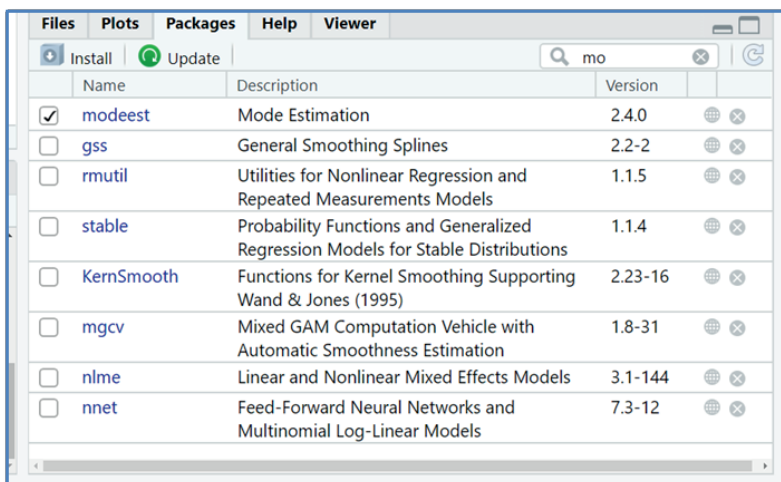 Files Plots Packages Help Viewer
Install Update mo
Name Description Version
modeest Mode Estimation 2.4.0
gss General Smoothing Splines 2.2-2
rmutil Utilities for Nonlinear Regression and 1.1.5
Repeated Measurements Models
stable Probability Functions and Generalized 1.1.4
Regression Models for Stable Distributions
KernSmooth Functions for Kernel Smoothing Supporting 2.23-16
Wand & Jones (1995)
mgcv Mixed GAM Computation Vehicle with 1.8-31
Automatic Smoothness Estimation
nlme Linear and Nonlinear Mixed Effects Models 3.1-144
nnet Feed-Forward Neural Networks and 7.3-12
Multinomial Log-Linear Models